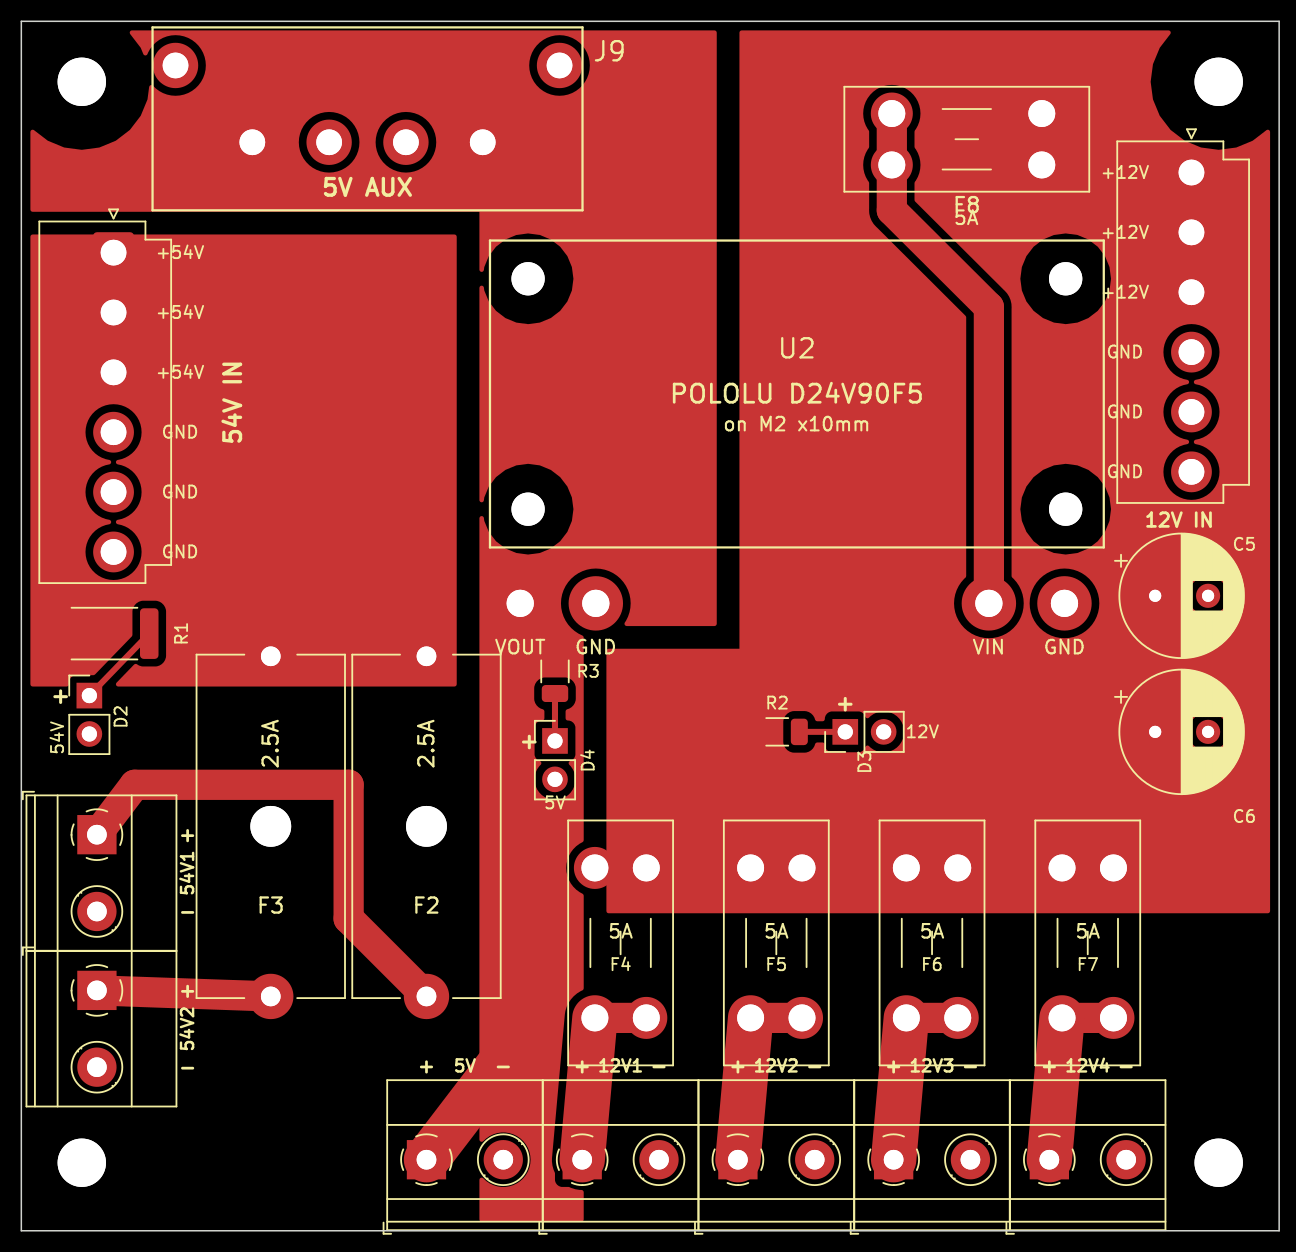 J9
5V AUX
E8
5A
+12V
+12V
+12V
GND
GND
GND
12V IN
+54V
+54V
+54V
GND
GND
GND
54V IN
U2
POLOLU D24V90F5
on M2 x10mm
VOUT
GND
VIN
GND
+
C5
+
C6
R1
+
D2
54V
2.5A
2.5A
F3
F2
R3
+
D4
5V
R2
+
12V
D3
- 54V1 +
- 54V2 +
5A
F4
5A
F5
5A
F6
5A
F7
+ 5V -
+ 12V1 -
+ 12V2 -
+ 12V3 -
+ 12V4 -